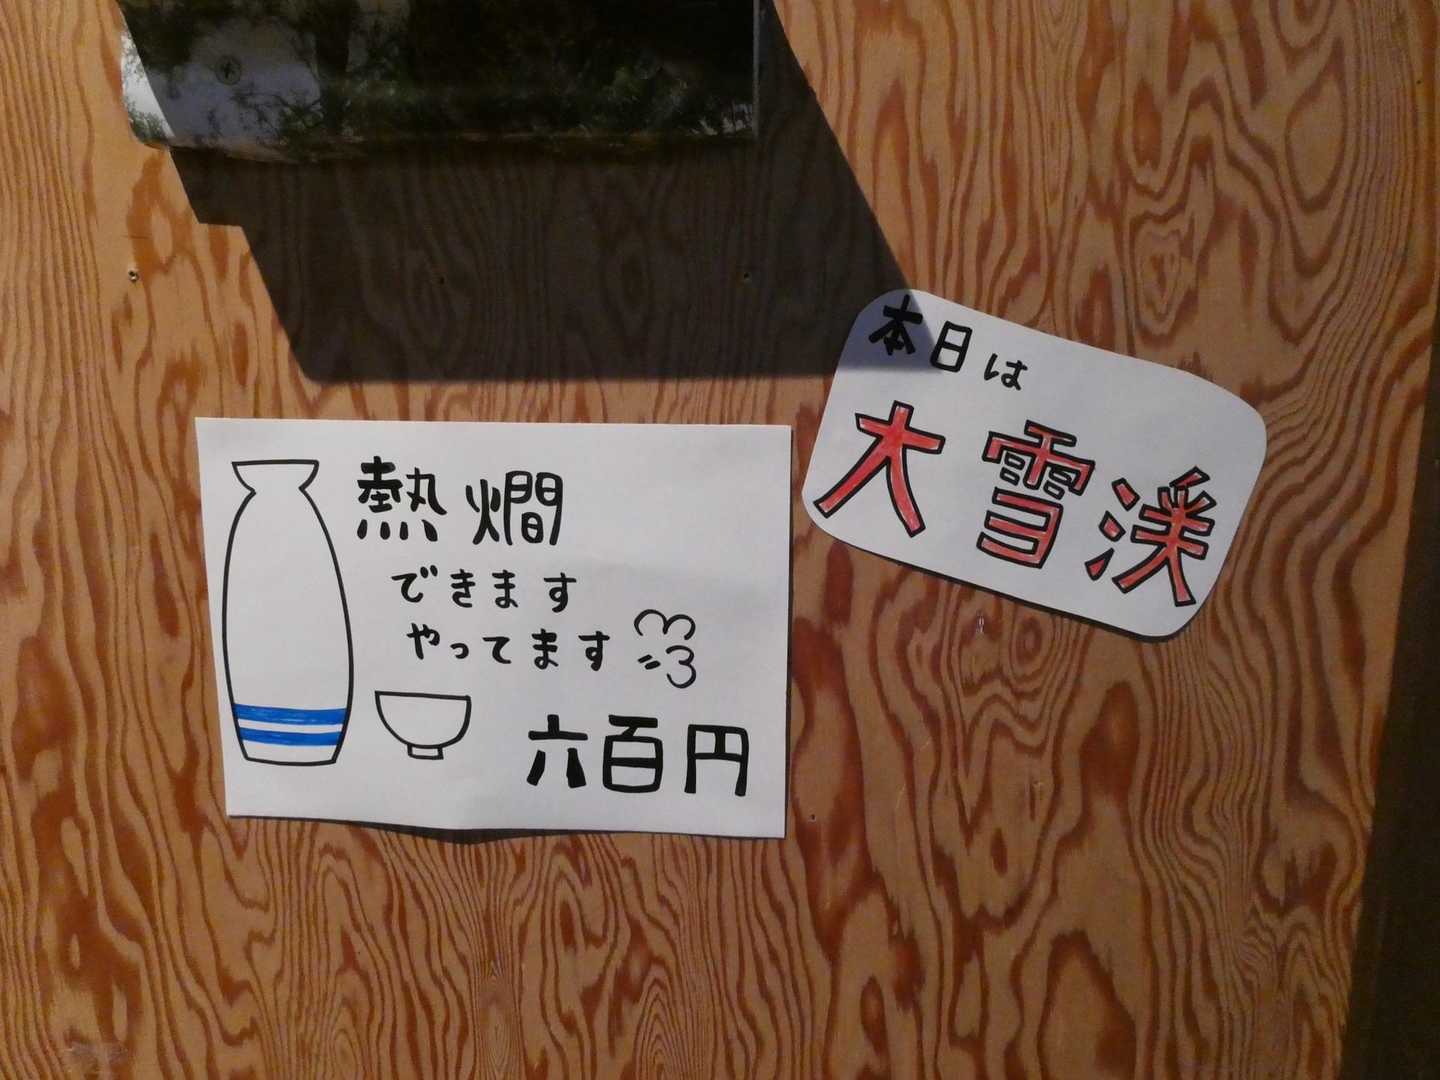 熱燗
できます
やってます
六百円
本日は
大雪渓